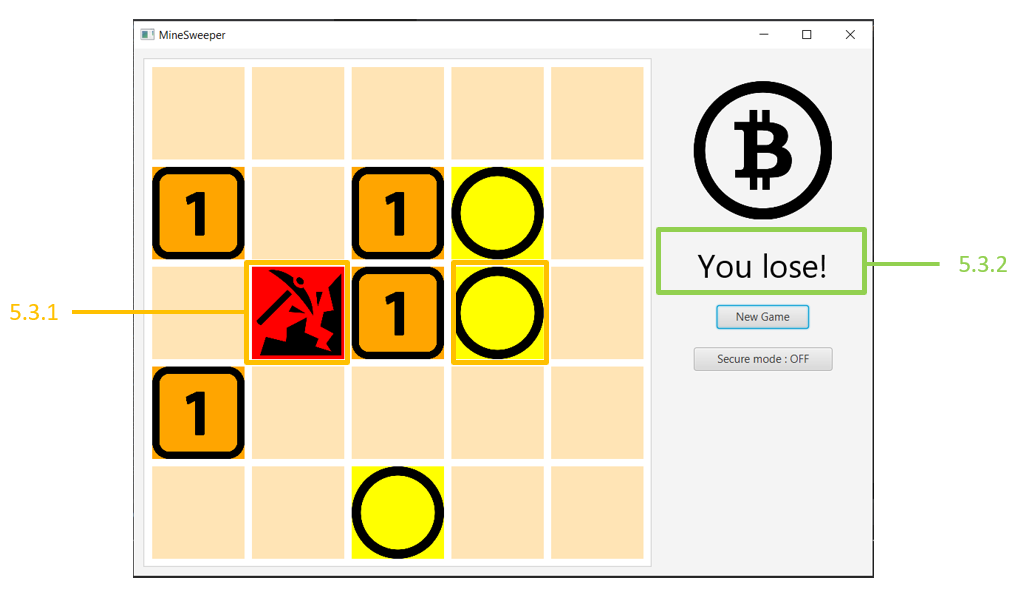 MineSweeper
1
1
You lose!
5.3.2
5.3.1
1
New Game
Secure mode : OFF
1